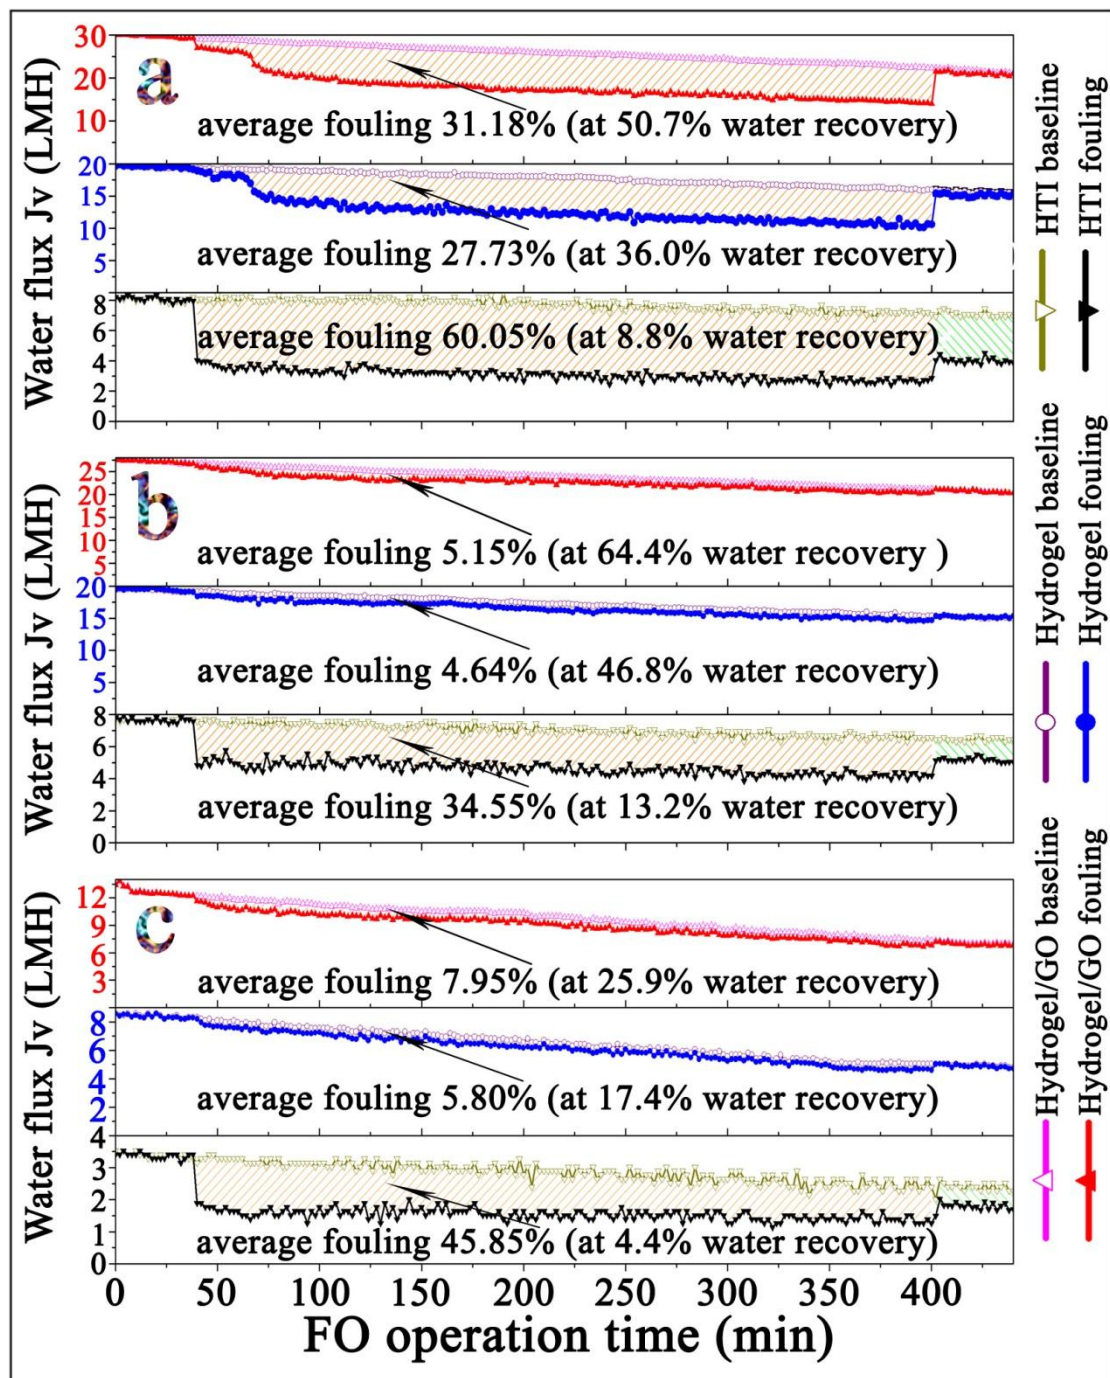 a
Water flux Jv (LMH)
30
20
10
average fouling 31.18% (at 50.7% water recovery)
20
15
10
5
average fouling 27.73% (at 36.0% water recovery)
8
6
4
2
0
average fouling 60.05% (at 8.8% water recovery)
b
Water flux Jv (LMH)
25
20
15
10
5
average fouling 5.15% (at 64.4% water recovery )
20
15
10
5
average fouling 4.64% (at 46.8% water recovery)
8
6
4
2
0
average fouling 34.55% (at 13.2% water recovery)
c
Water flux Jv (LMH)
12
9
6
3
average fouling 7.95% (at 25.9% water recovery)
8
6
4
2
average fouling 5.80% (at 17.4% water recovery)
4
3
2
1
0
average fouling 45.85% (at 4.4% water recovery)
0 50 100 150 200 250 300 350 400
FO operation time (min)
HTI baseline
HTI fouling
Hydrogel baseline
Hydrogel fouling
Hydrogel/GO baseline
Hydrogel/GO fouling